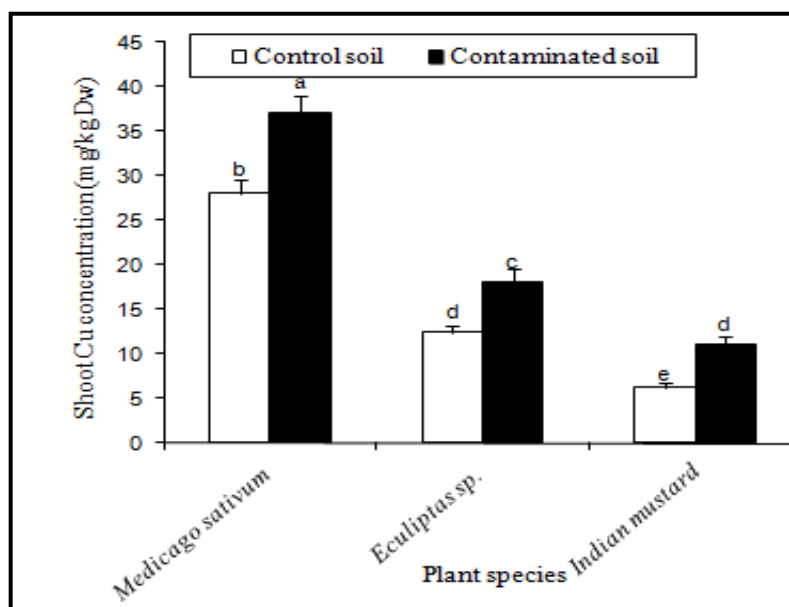 45
40
35
30
25
20
15
10
5
0
Shoot Cu concentration (mg/kg Dw)
Control soil
Contaminated soil
b
a
d
c
e
d
Medicago sativum
Eculiptas sp.
Indian mustard
Plant species